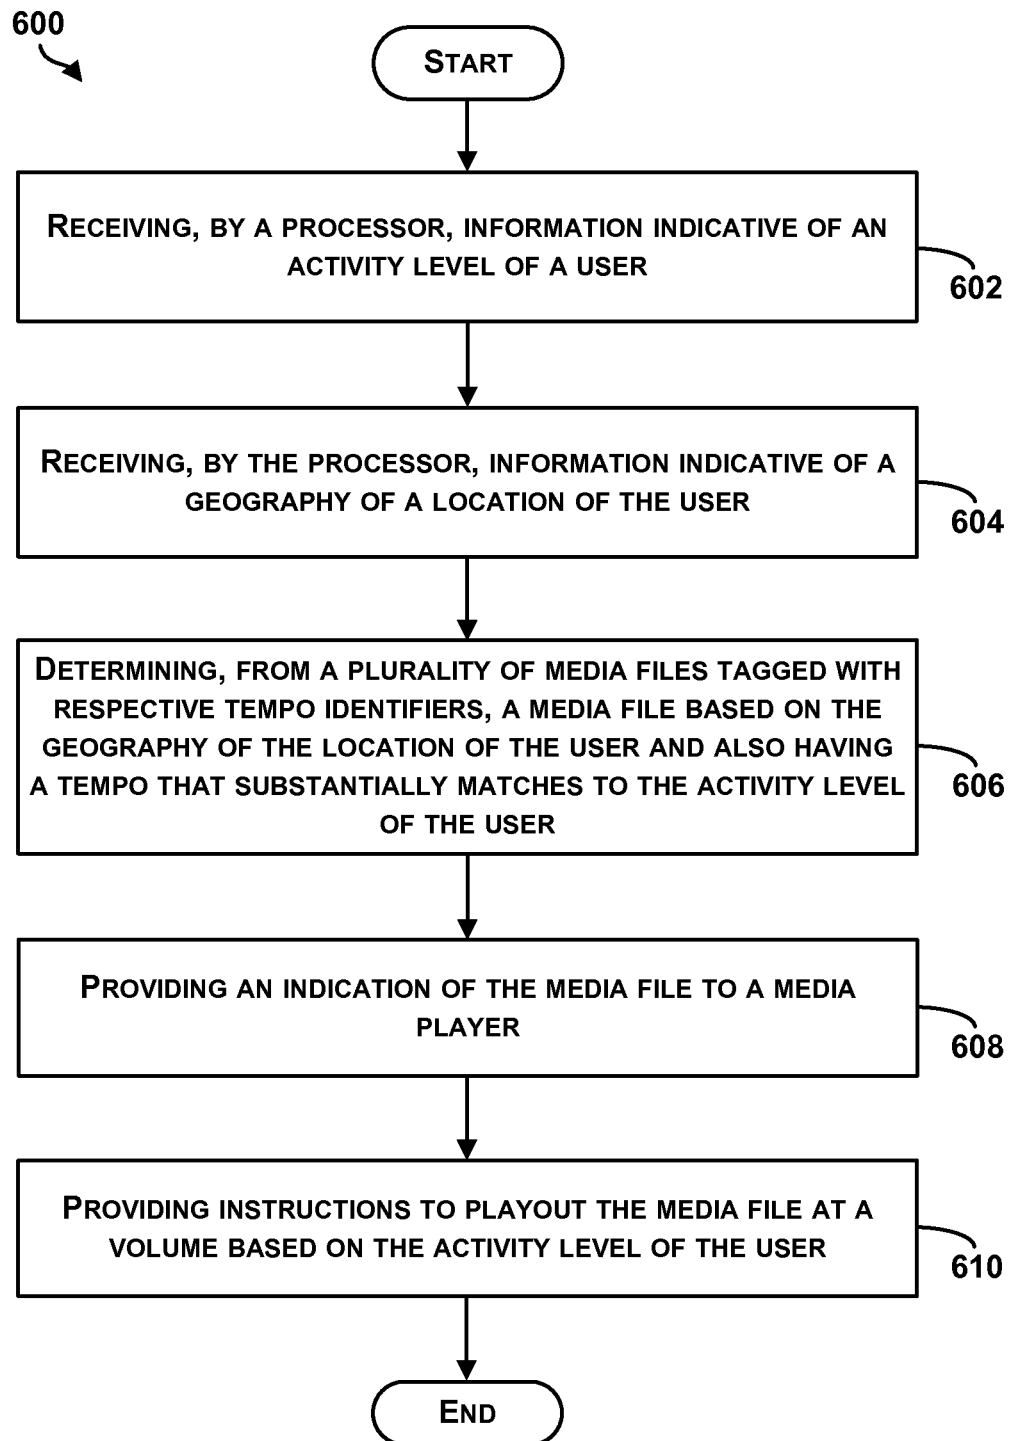 600
START
RECEIVING, BY A PROCESSOR, INFORMATION INDICATIVE OF AN
ACTIVITY LEVEL OF A USER
602
RECEIVING, BY THE PROCESSOR, INFORMATION INDICATIVE OF A
GEOGRAPHY OF A LOCATION OF THE USER
604
DETERMINING, FROM A PLURALITY OF MEDIA FILES TAGGED WITH
RESPECTIVE TEMPO IDENTIFIERS, A MEDIA FILE BASED ON THE
GEOGRAPHY OF THE LOCATION OF THE USER AND ALSO HAVING
A TEMPO THAT SUBSTANTIALLY MATCHES TO THE ACTIVITY LEVEL
OF THE USER
606
PROVIDING AN INDICATION OF THE MEDIA FILE TO A MEDIA
PLAYER
608
PROVIDING INSTRUCTIONS TO PLAYOUT THE MEDIA FILE AT A
VOLUME BASED ON THE ACTIVITY LEVEL OF THE USER
610
END